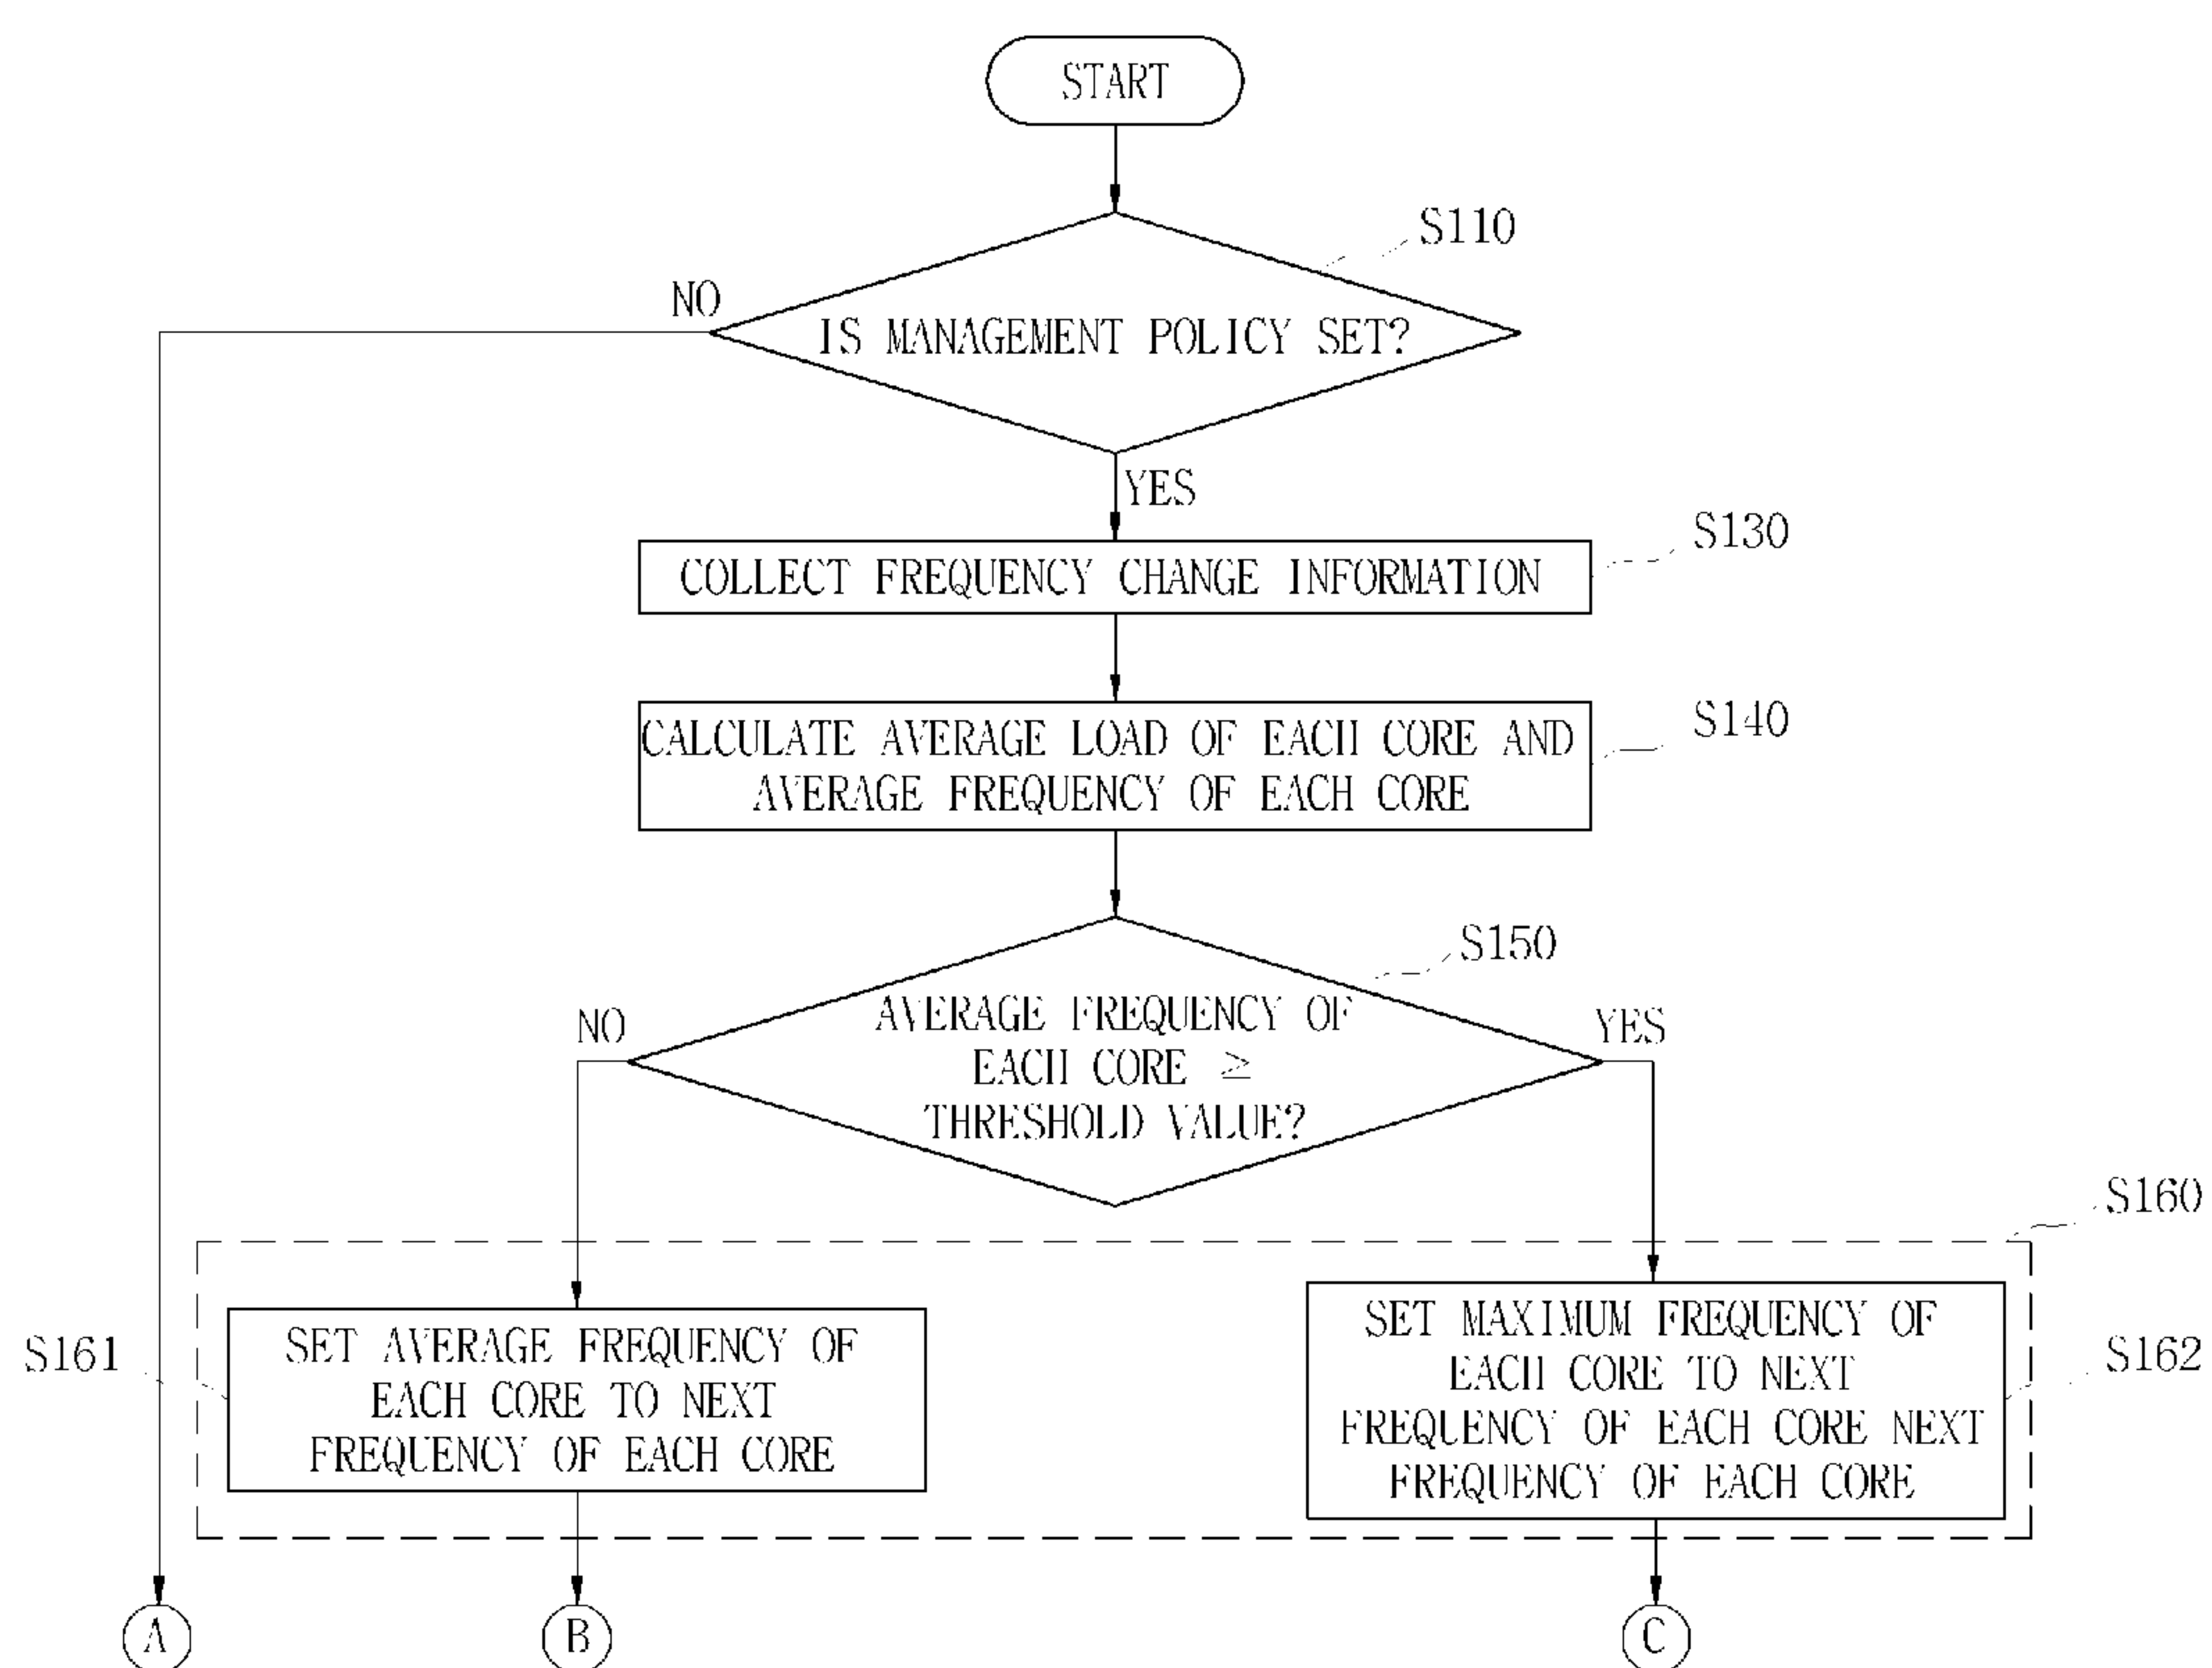 START
S110
NO
IS MANAGEMENT POLICY SET?
YES
S130
COLLECT FREQUENCY CHANGE INFORMATION
S140
CALCULATE AVERAGE LOAD OF EACH CORE AND
AVERAGE FREQUENCY OF EACH CORE
S150
NO
YES
AVERAGE FREQUENCY OF
EACH CORE ≥
THRESHOLD VALUE?
S160
S161
SET AVERAGE FREQUENCY OF
EACH CORE TO NEXT
FREQUENCY OF EACH CORE
S162
SET MAXIMUM FREQUENCY OF
EACH CORE TO NEXT
FREQUENCY OF EACH CORE NEXT
FREQUENCY OF EACH CORE
A
B
C